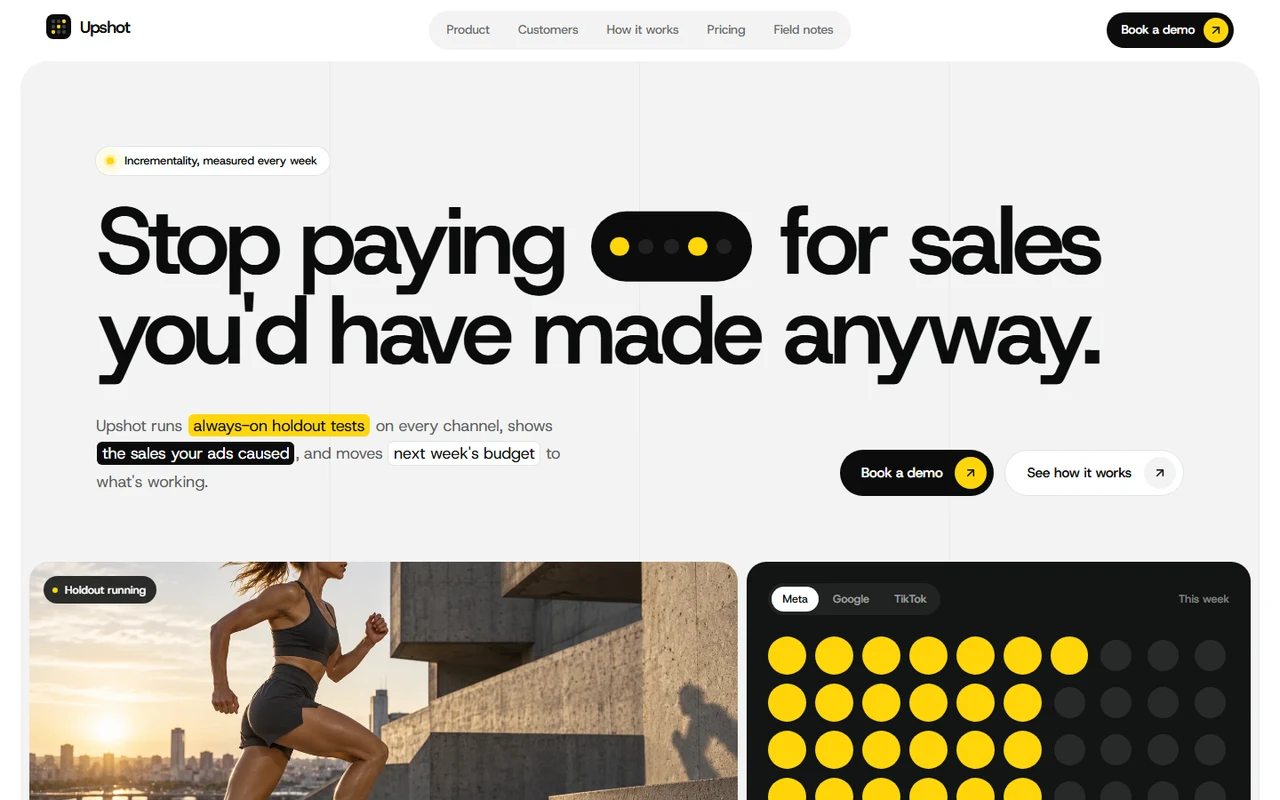 Upshot
Product
Customers
How it works
Pricing
Field notes
Book a demo
Incrementality, measured every week
Stop paying for sales
you'd have made anyway.
Upshot runs always-on holdout tests on every channel, shows
the sales your ads caused, and moves next week's budget to
what's working.
Book a demo
See how it works
Holdout running
Meta
Google
TikTok
This week